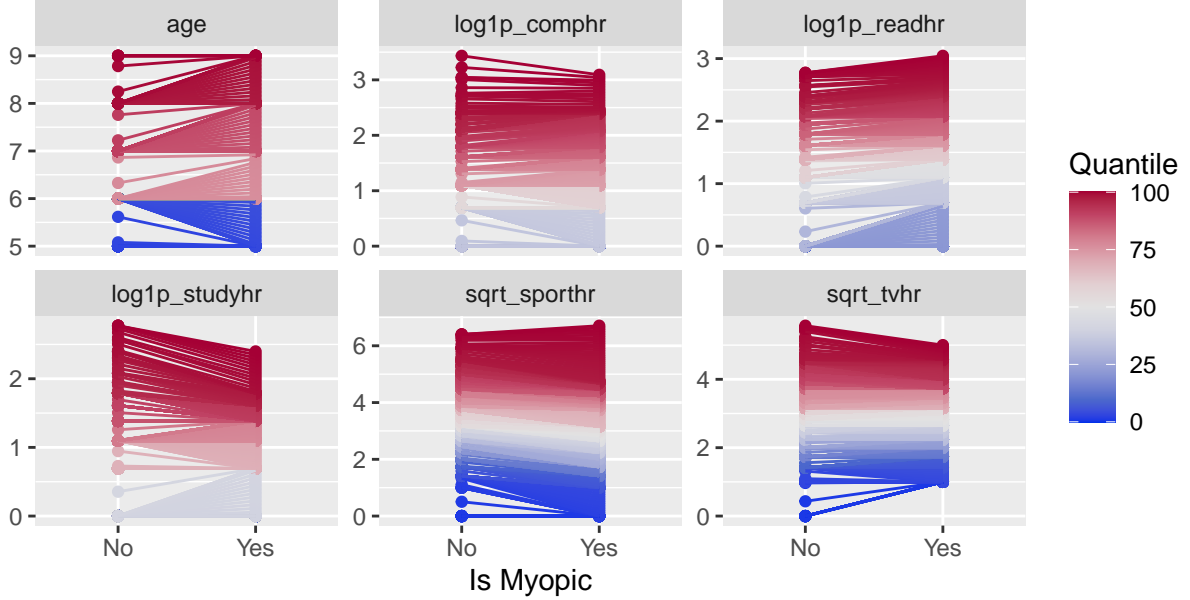 age
log1p_comphr
log1p_readhr
9
8
7
6
5
3
2
1
0
3
2
1
0
log1p_studyhr
sqrt_sporthr
sqrt_tvhr
2
1
0
6
4
2
0
4
2
0
No
Yes
No
Yes
No
Yes
Is Myopic
Quantile
100
75
50
25
0